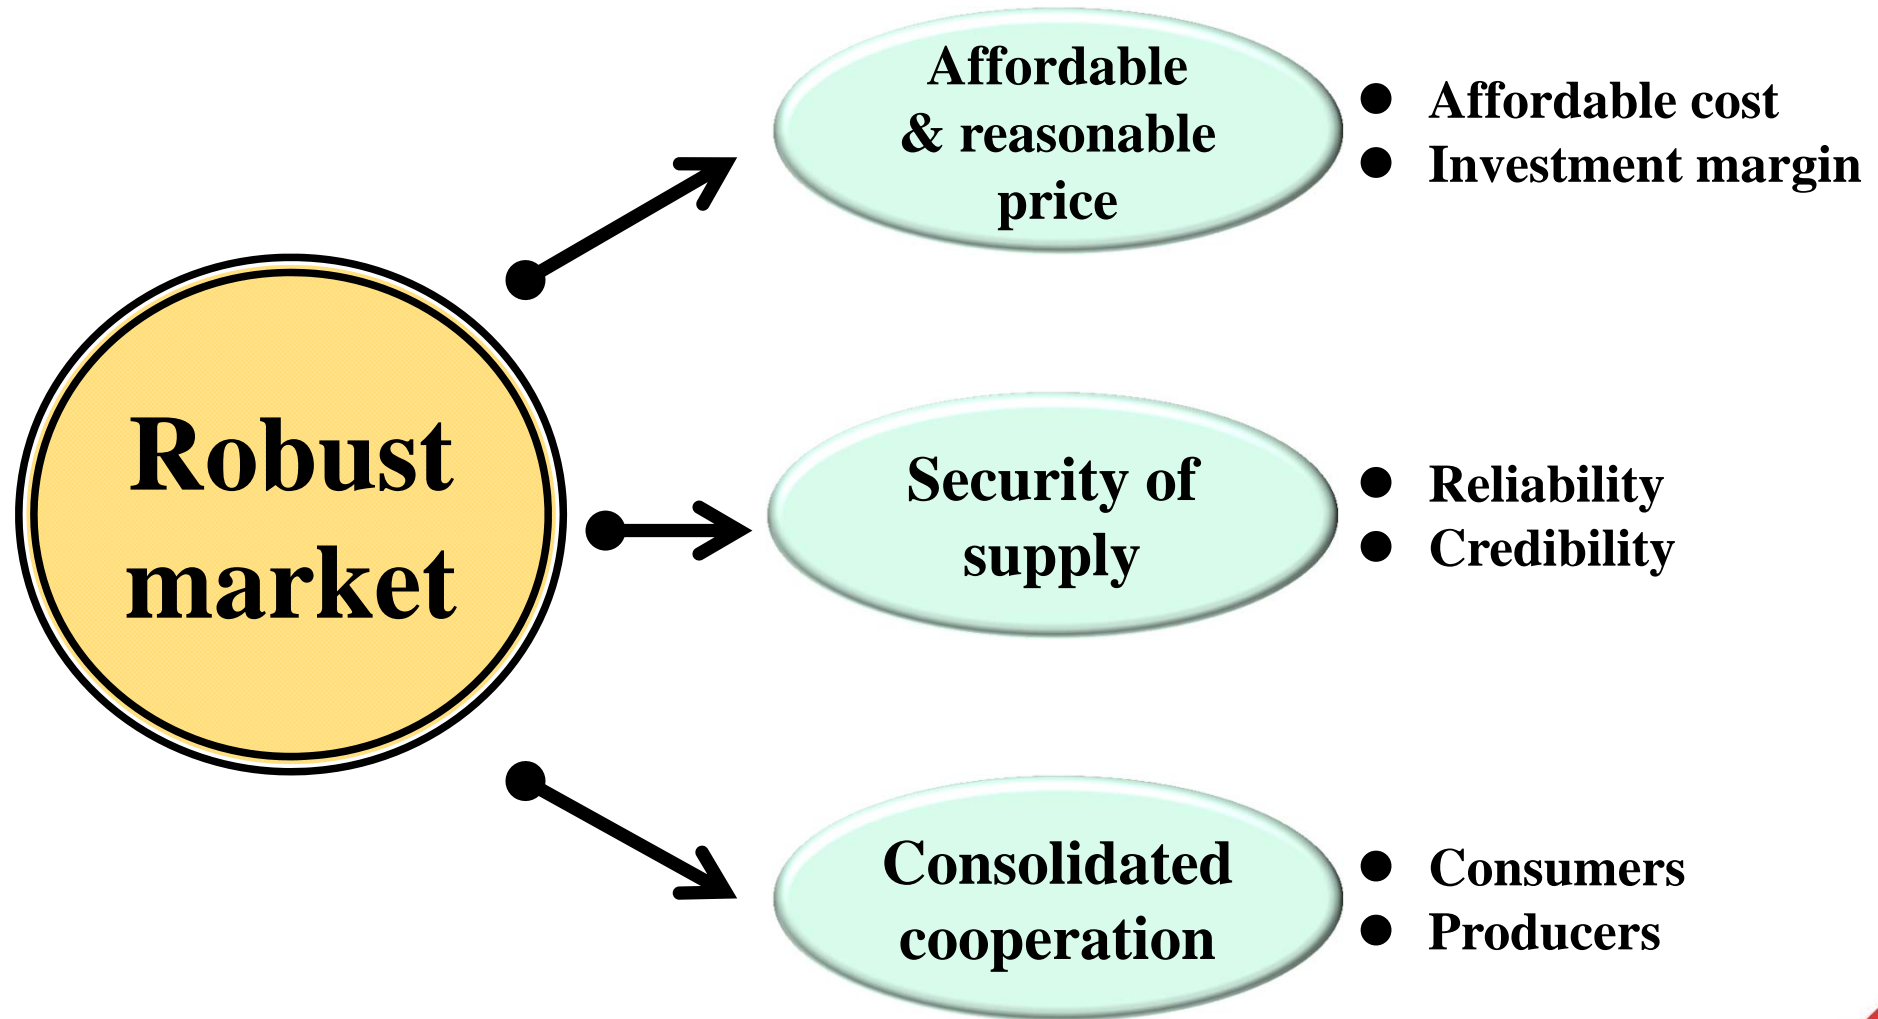 Robust
market
Affordable
& reasonable
price
● Affordable cost
● Investment margin
Security of
supply
● Reliability
● Credibility
Consolidated
cooperation
● Consumers
● Producers